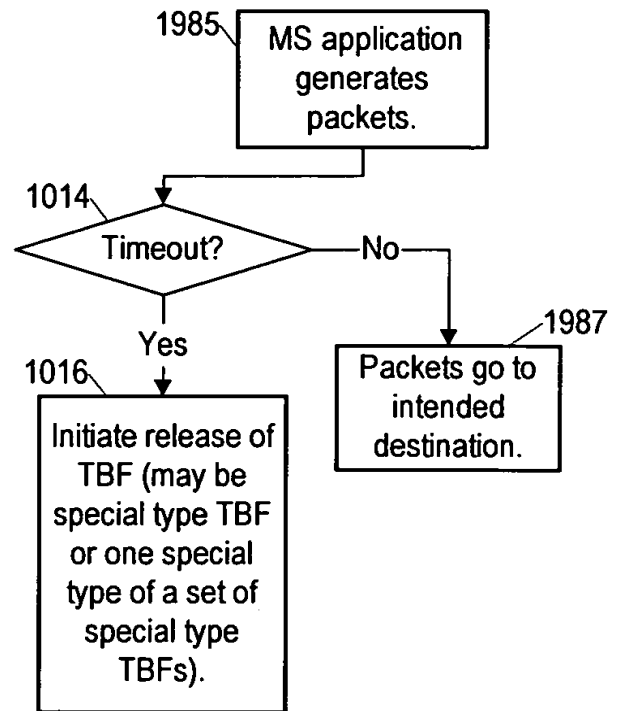 1985
MS application
generates
packets.
1014
Timeout?
No
Yes
1987
Packets go to
intended
destination.
1016
Initiate release of
TBF (may be
special type TBF
or one special
type of a set of
special type
TBFs).